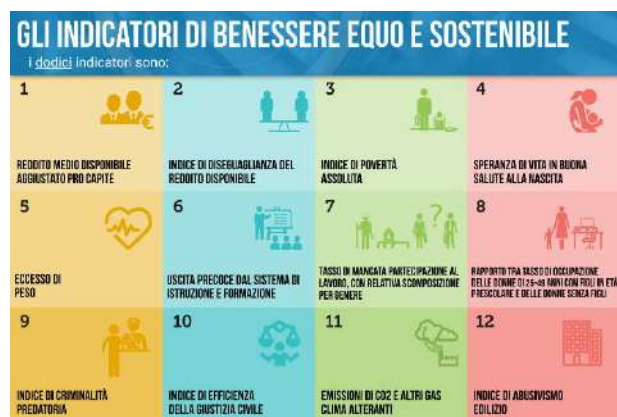 GLI INDICATORI DI BENESSERE EQUO E SOSTENIBILE
i dodici indicatori sono:
1
REDDITO MEDIO DISPONIBILE
AGGIUSTATO PRO CAPITE
2
INDICE DI DISEGUAGLIANZA DEL
REDDITO DISPONIBILE
3
INDICE DI POVERTÀ
ASSOLUTA
4
SPERANZA DI VITA IN BUONA
SALUTE ALLA NASCITA
5
ECCESSO DI
PESO
6
USCITA PRECOCE DAL SISTEMA DI
ISTRUZIONE E FORMAZIONE
7
TASSO DI MANCATA PARTECIPAZIONE AL
LAVORO, CON RELATIVA SCOMPOSIZIONE
PER GENERE
8
RAPPORTO TRA TASSO DI OCCUPAZIONE
DELLE DONNE DI 25-49 ANNI CON FIGLI IN ETÀ
PRESCOLARE E DELLE DONNE SENZA FIGLI
9
INDICE DI CRIMINALITÀ
PREDATORIA
10
INDICE DI EFFICIENZA
DELLA GIUSTIZIA CIVILE
11
EMISSIONI DI CO2 E ALTRI GAS
CLIMA ALTERANTI
12
INDICE DI ABUSIVISMO
EDILIZIO